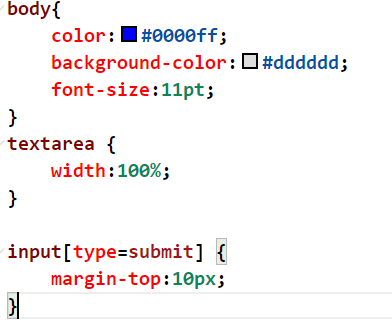 body{
    color:#0000ff;
    background-color:#dddddd;
    font-size:11pt;
}
textarea {
    width:100%;
}

input[type=submit] {
    margin-top:10px;
}